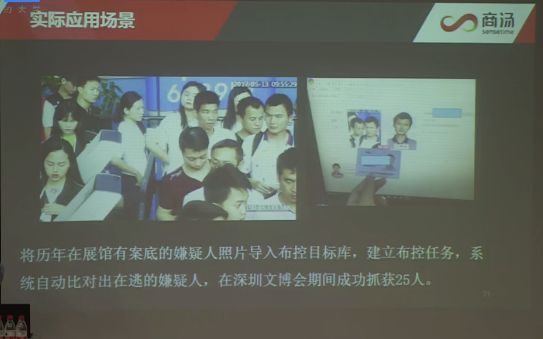 实际应用场景
商汤
sensetime
2017-05-13 09:55:29
将历年在展馆有案底的嫌疑人照片导入布控目标库，建立布控任务，系
统自动比对出在逃的嫌疑人，在深圳文博会期间成功抓获25人。